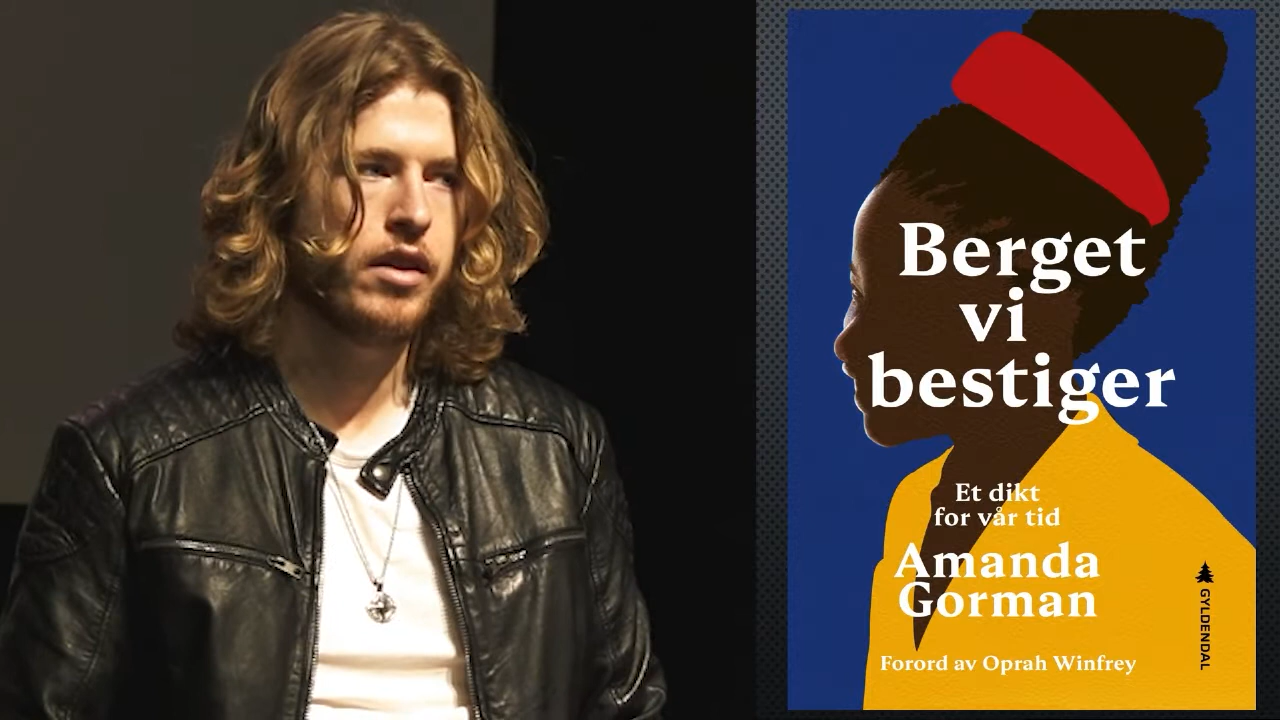 Berget
vi
bestiger
Et dikt
for vår tid
Amanda
Gorman
Forord av Oprah Winfrey
GYLDENDAL